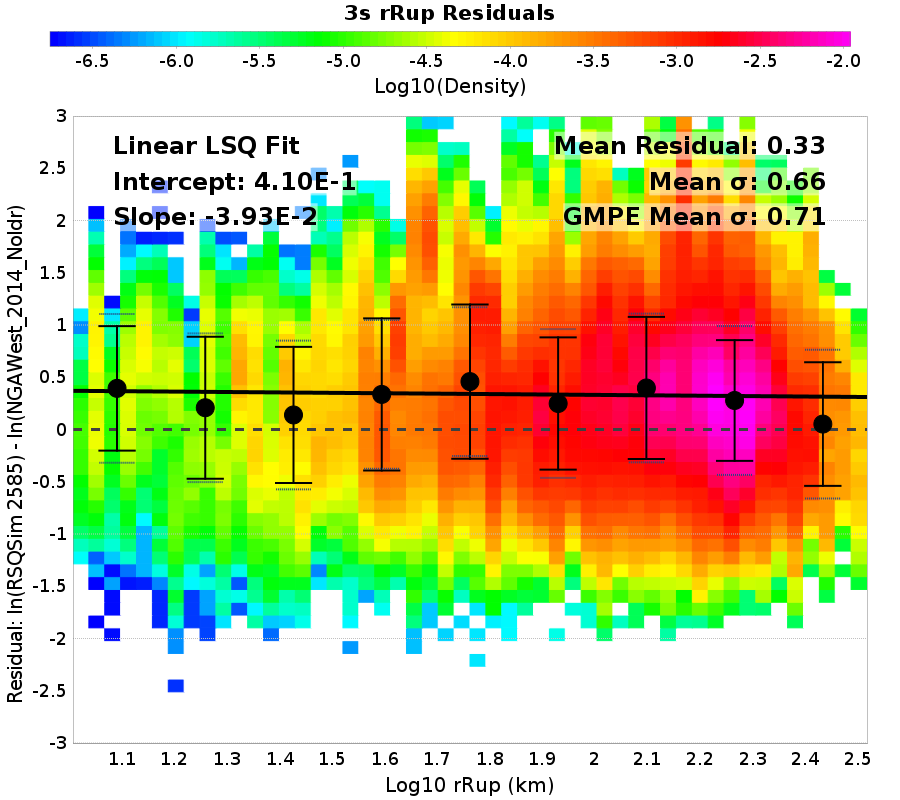 3s rRup Residuals
-6.5 -6.0 -5.5 -5.0 -4.5 -4.0 -3.5 -3.0 -2.5 -2.0
Log10(Density)
Linear LSQ Fit
Intercept: 4.10E-1
Slope: -3.93E-2
Mean Residual: 0.33
Mean σ: 0.66
GMPE Mean σ: 0.71
Residual: ln(RSQSim 2585) - ln(NGAWest_2014_NoIdr)
3
2.5
2
1.5
1
0.5
0
-0.5
-1
-1.5
-2
-2.5
-3
1.1 1.2 1.3 1.4 1.5 1.6 1.7 1.8 1.9 2 2.1 2.2 2.3 2.4 2.5
Log10 rRup (km)